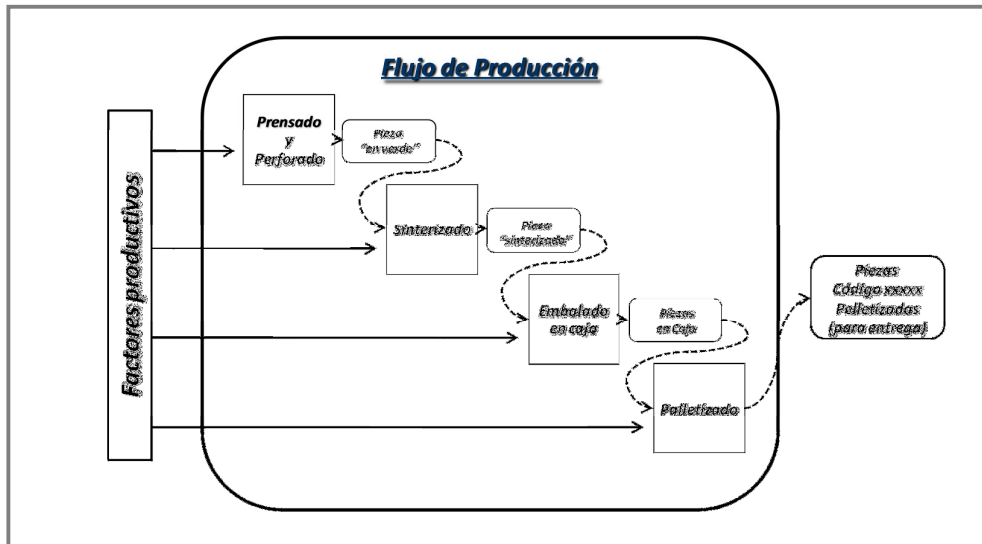 Flujo de Producción
Factores productivos
Prensado
y
Perforado
Pieza
"en verde"
Sinterizado
Pieza
"sinterizada"
Embalado
en caja
Piezas
en Caja
Palletizado
Piezas
Código xxxxx
Palletizadas
(para entrega)